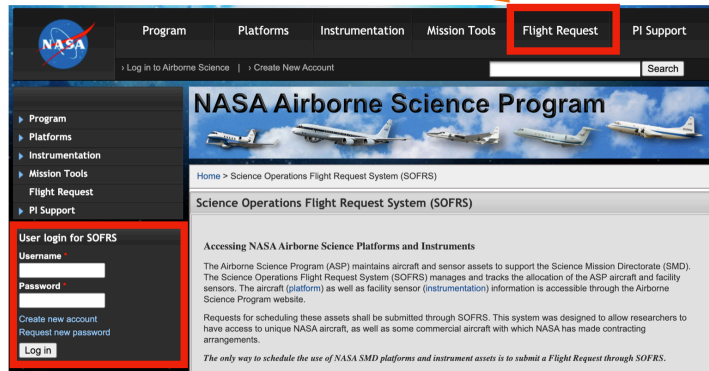 NASA
Program
Platforms
Instrumentation
Mission Tools
Flight Request
PI Support
› Log in to Airborne Science | › Create New Account
Search
Program
Platforms
Instrumentation
Mission Tools
Flight Request
PI Support
User login for SOFRS
Username *
Password *
Create new account
Request new password
Log in
NASA Airborne Science Program
Home > Science Operations Flight Request System (SOFRS)
Science Operations Flight Request System (SOFRS)
Accessing NASA Airborne Science Platforms and Instruments
The Airborne Science Program (ASP) maintains aircraft and sensor assets to support the Science Mission Directorate (SMD).
The Science Operations Flight Request System (SOFRS) manages and tracks the allocation of the ASP aircraft and facility
sensors. The aircraft (platform) as well as facility sensor (instrumentation) information is accessible through the Airborne
Science Program website.
Requests for scheduling these assets shall be submitted through SOFRS. This system was designed to allow researchers to
have access to unique NASA aircraft, as well as some commercial aircraft with which NASA has made contracting
arrangements.
The only way to schedule the use of NASA SMD platforms and instrument assets is to submit a Flight Request through SOFRS.